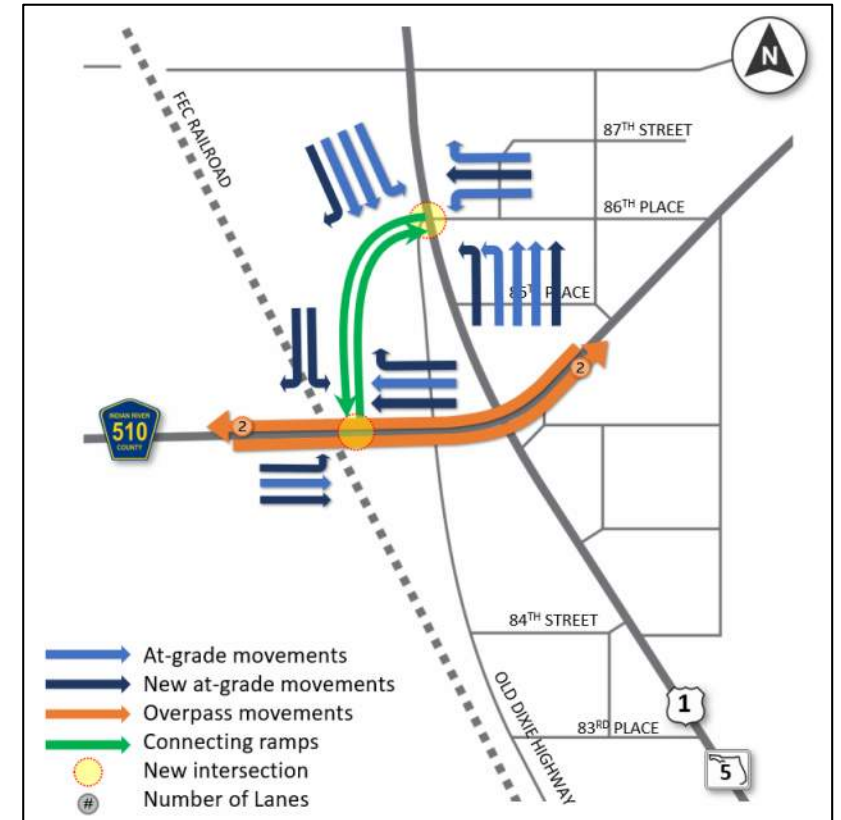 N
FEC RAILROAD
87TH STREET
86TH PLACE
85TH PLACE
2
2
INDIAN RIVER
510
COUNTY
84TH STREET
OLD DIXIE HIGHWAY
1
83RD PLACE
5
At-grade movements
New at-grade movements
Overpass movements
Connecting ramps
New intersection
# Number of Lanes